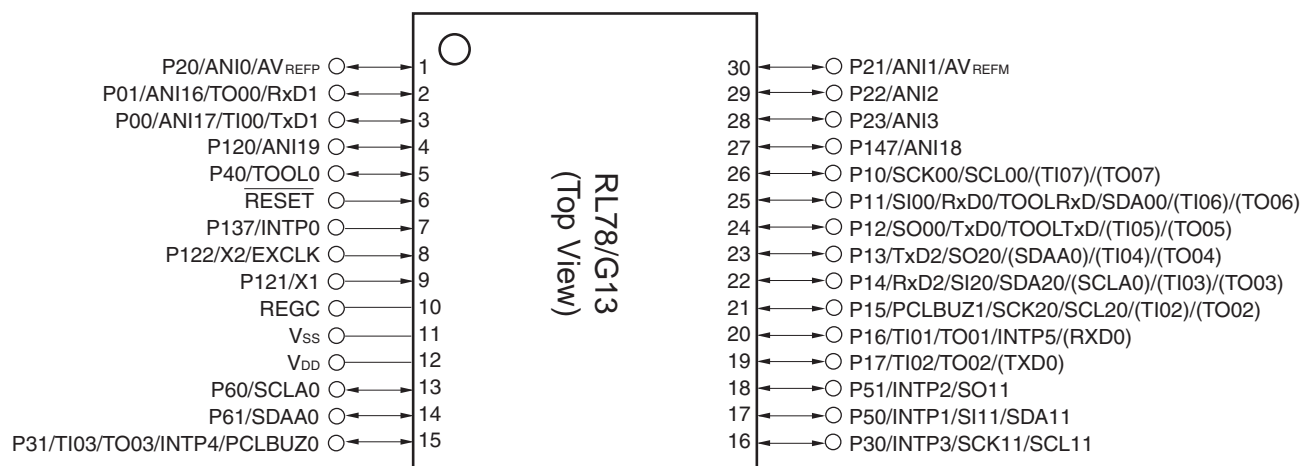 P20/ANI0/AVREFP 1
P01/ANI16/TO00/RxD1 2
P00/ANI17/TI00/TxD1 3
P120/ANI19 4
P40/TOOL0 5
RESET 6
P137/INTP0 7
P122/X2/EXCLK 8
P121/X1 9
REGC 10
VSS 11
VDD 12
P60/SCLA0 13
P61/SDAA0 14
P31/TI03/TO03/INTP4/PCLBUZ0 15
RL78/G13
(Top View)
30 P21/ANI1/AVREFM
29 P22/ANI2
28 P23/ANI3
27 P147/ANI18
26 P10/SCK00/SCL00/(TI07)/(TO07)
25 P11/SI00/RxD0/TOOLRxD/SDA00/(TI06)/(TO06)
24 P12/SO00/TxD0/TOOLTxD/(TI05)/(TO05)
23 P13/TxD2/SO20/(SDAA0)/(TI04)/(TO04)
22 P14/RxD2/SI20/SDA20/(SCLA0)/(TI03)/(TO03)
21 P15/PCLBUZ1/SCK20/SCL20/(TI02)/(TO02)
20 P16/TI01/TO01/INTP5/(RXD0)
19 P17/TI02/TO02/(TXD0)
18 P51/INTP2/SO11
17 P50/INTP1/SI11/SDA11
16 P30/INTP3/SCK11/SCL11